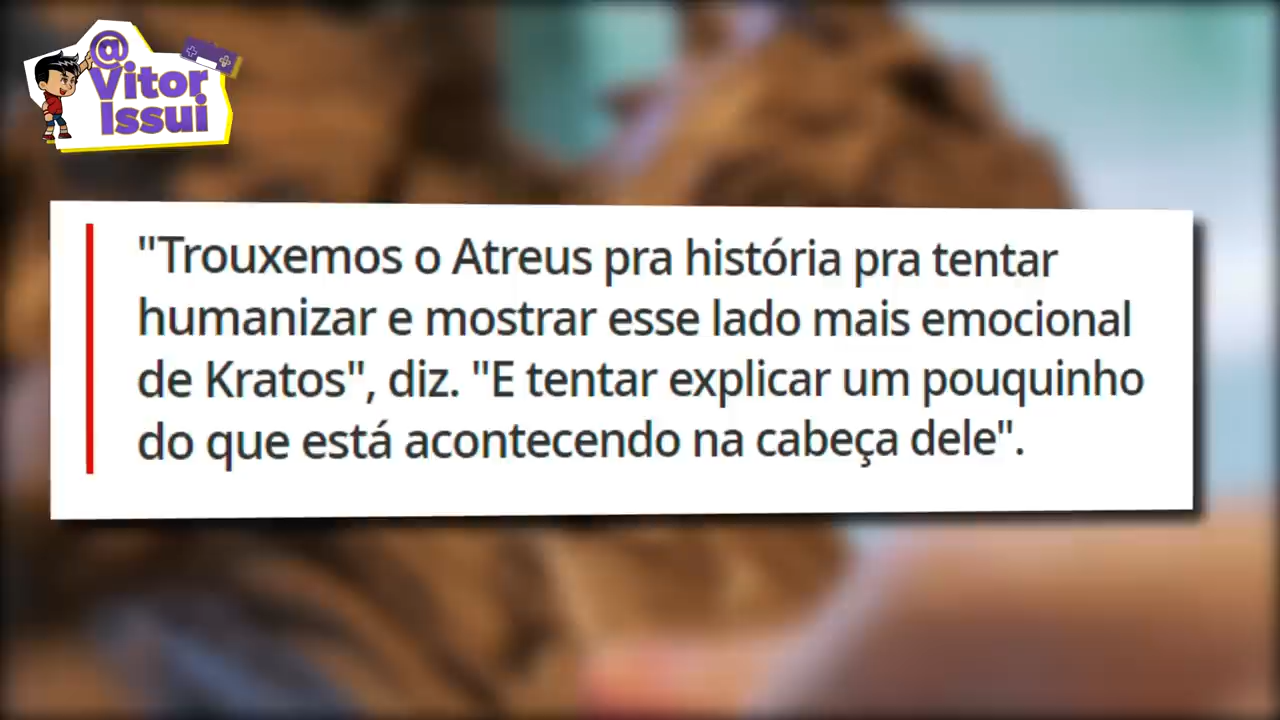 @
Vitor
Issui
"Trouxemos o Atreus pra história pra tentar
humanizar e mostrar esse lado mais emocional
de Kratos", diz. "E tentar explicar um pouquinho
do que está acontecendo na cabeça dele".